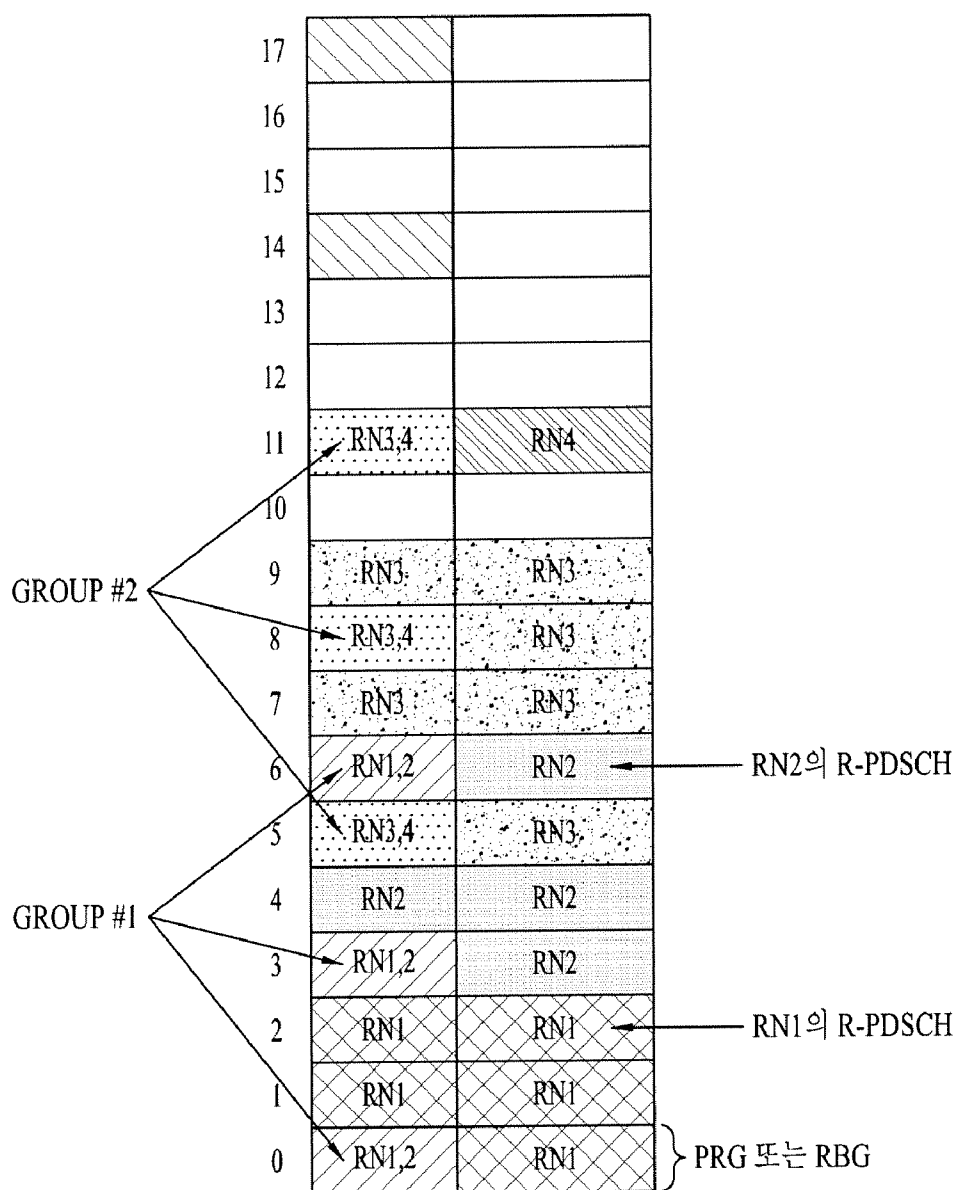 17
16
15
14
13
12
11 RN3,4 RN4
10
9 RN3 RN3
GROUP #2
8 RN3,4 RN3
7 RN3 RN3
6 RN1,2 RN2 RN2의 R-PDSCH
5 RN3,4 RN3
4 RN2 RN2
GROUP #1
3 RN1,2 RN2
2 RN1 RN1 RN1의 R-PDSCH
1 RN1 RN1
0 RN1,2 RN1 PRG 또는 RBG